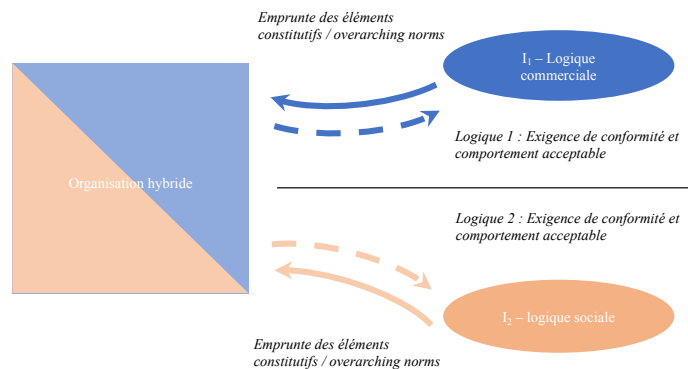 Emprunte des éléments
constitutifs / overarching norms
I₁ – Logique
commerciale
Logique 1 : Exigence de conformité et
comportement acceptable
Organisation hybride
Logique 2 : Exigence de conformité et
comportement acceptable
I₂ – logique sociale
Emprunte des éléments
constitutifs / overarching norms